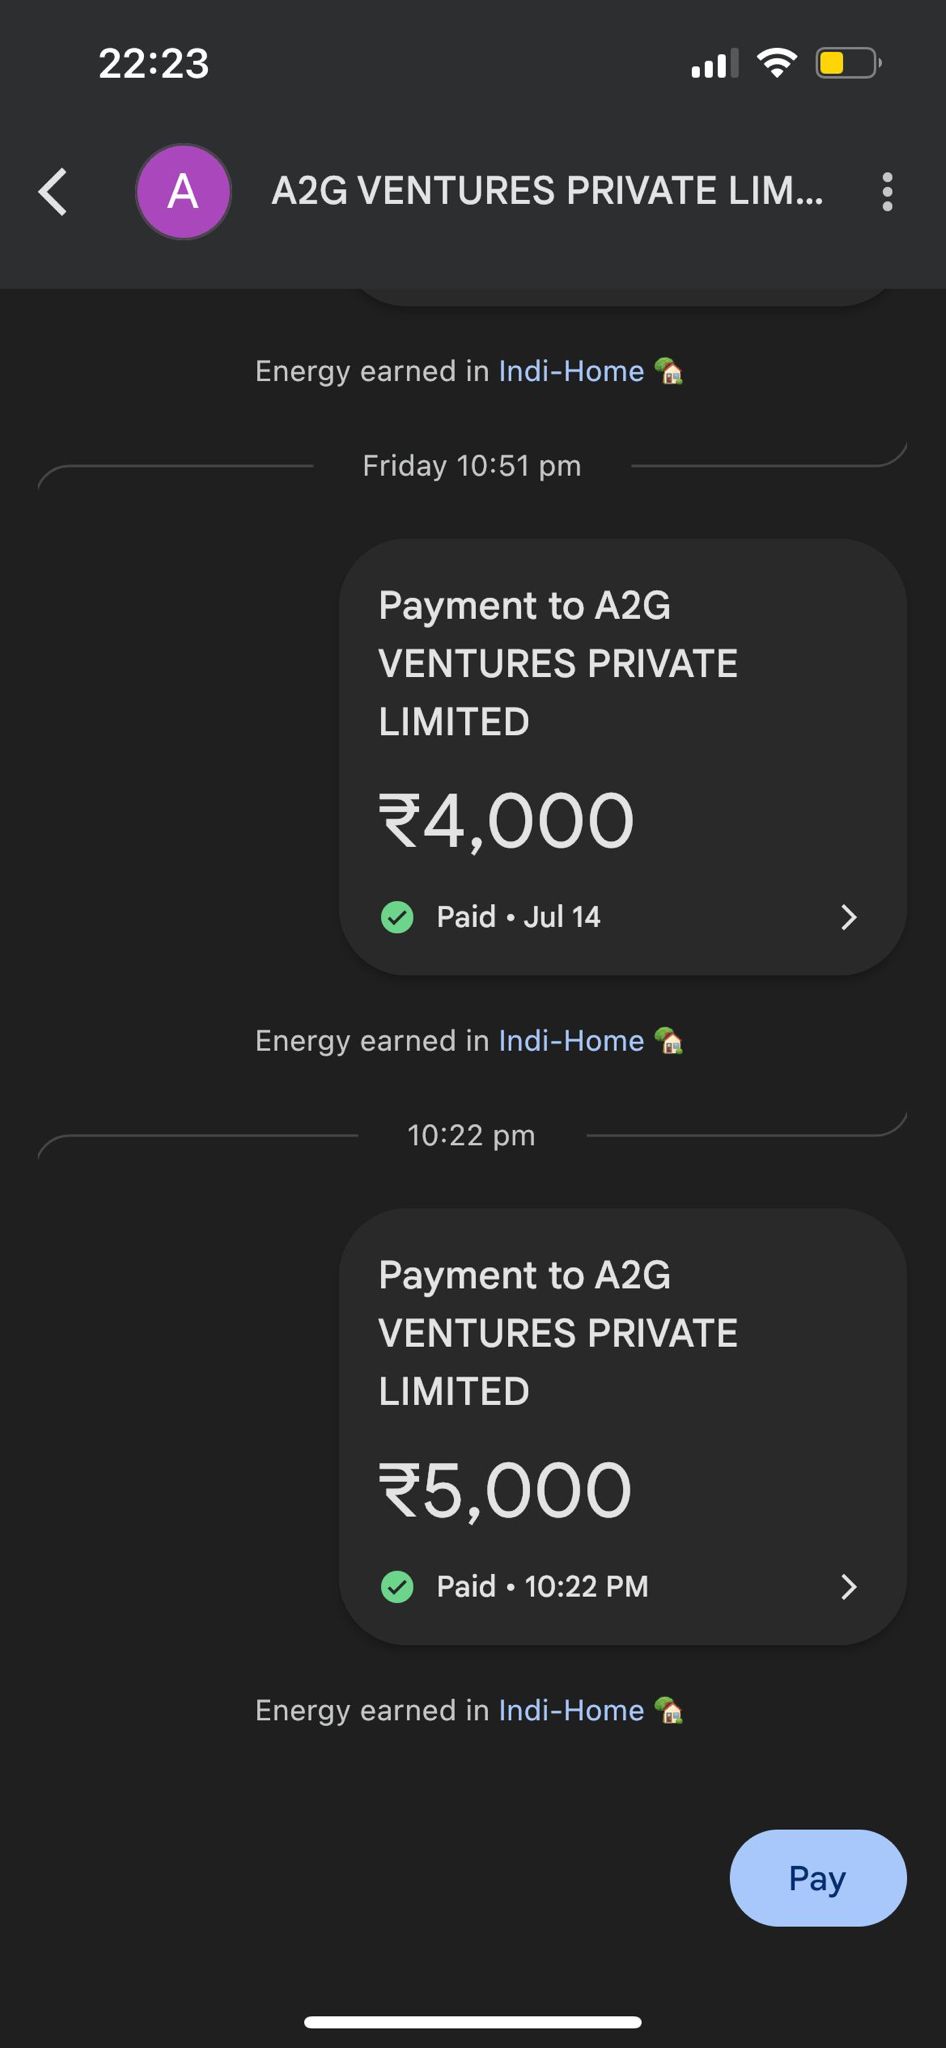 22:23
A
A2G VENTURES PRIVATE LIM...
Energy earned in Indi-Home
Friday 10:51 pm
Payment to A2G
VENTURES PRIVATE
LIMITED
₹4,000
Paid • Jul 14
Energy earned in Indi-Home
10:22 pm
Payment to A2G
VENTURES PRIVATE
LIMITED
₹5,000
Paid • 10:22 PM
Energy earned in Indi-Home
Pay